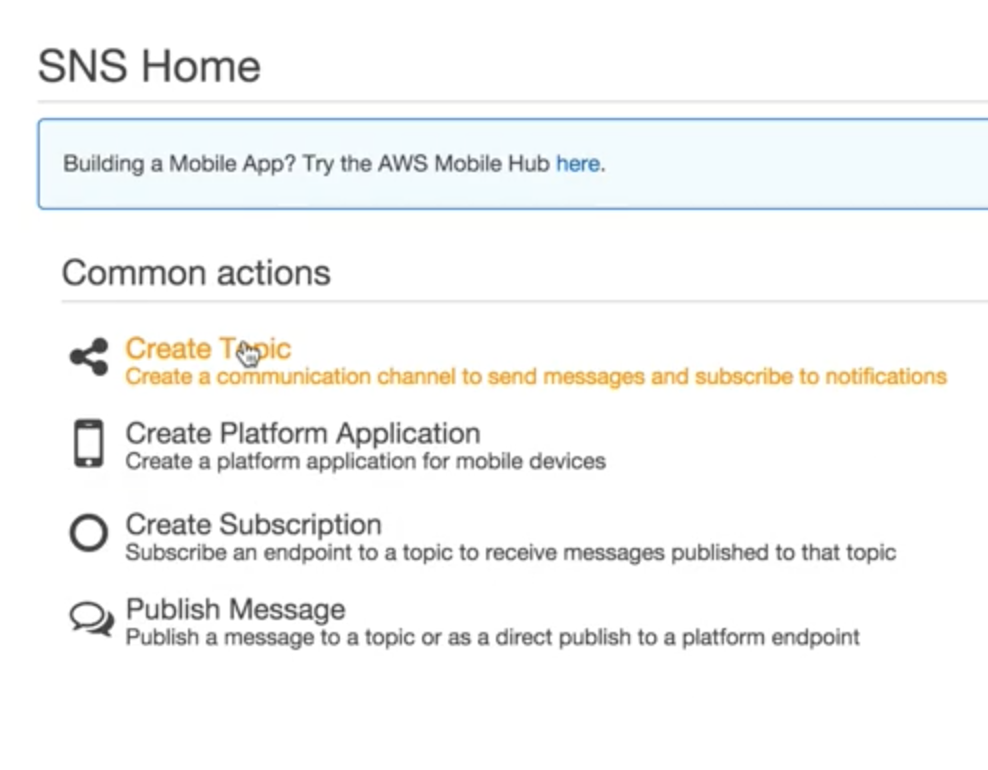 SNS Home
Building a Mobile App? Try the AWS Mobile Hub here.
Common actions
Create Topic
Create a communication channel to send messages and subscribe to notifications
Create Platform Application
Create a platform application for mobile devices
Create Subscription
Subscribe an endpoint to a topic to receive messages published to that topic
Publish Message
Publish a message to a topic or as a direct publish to a platform endpoint